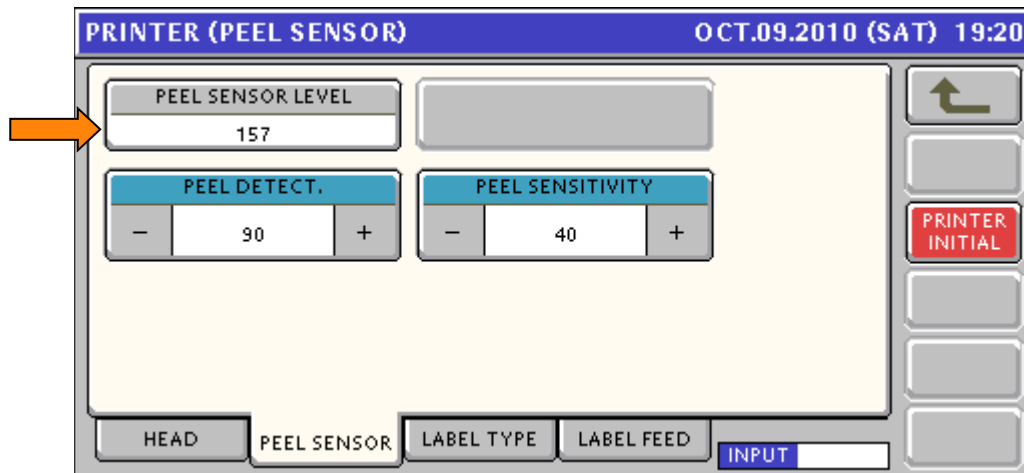 PRINTER (PEEL SENSOR) OCT.09.2010 (SAT) 19:20
PEEL SENSOR LEVEL
157
PEEL DETECT.
- 90 +
PEEL SENSITIVITY
- 40 +
PRINTER
INITIAL
HEAD PEEL SENSOR LABEL TYPE LABEL FEED
INPUT